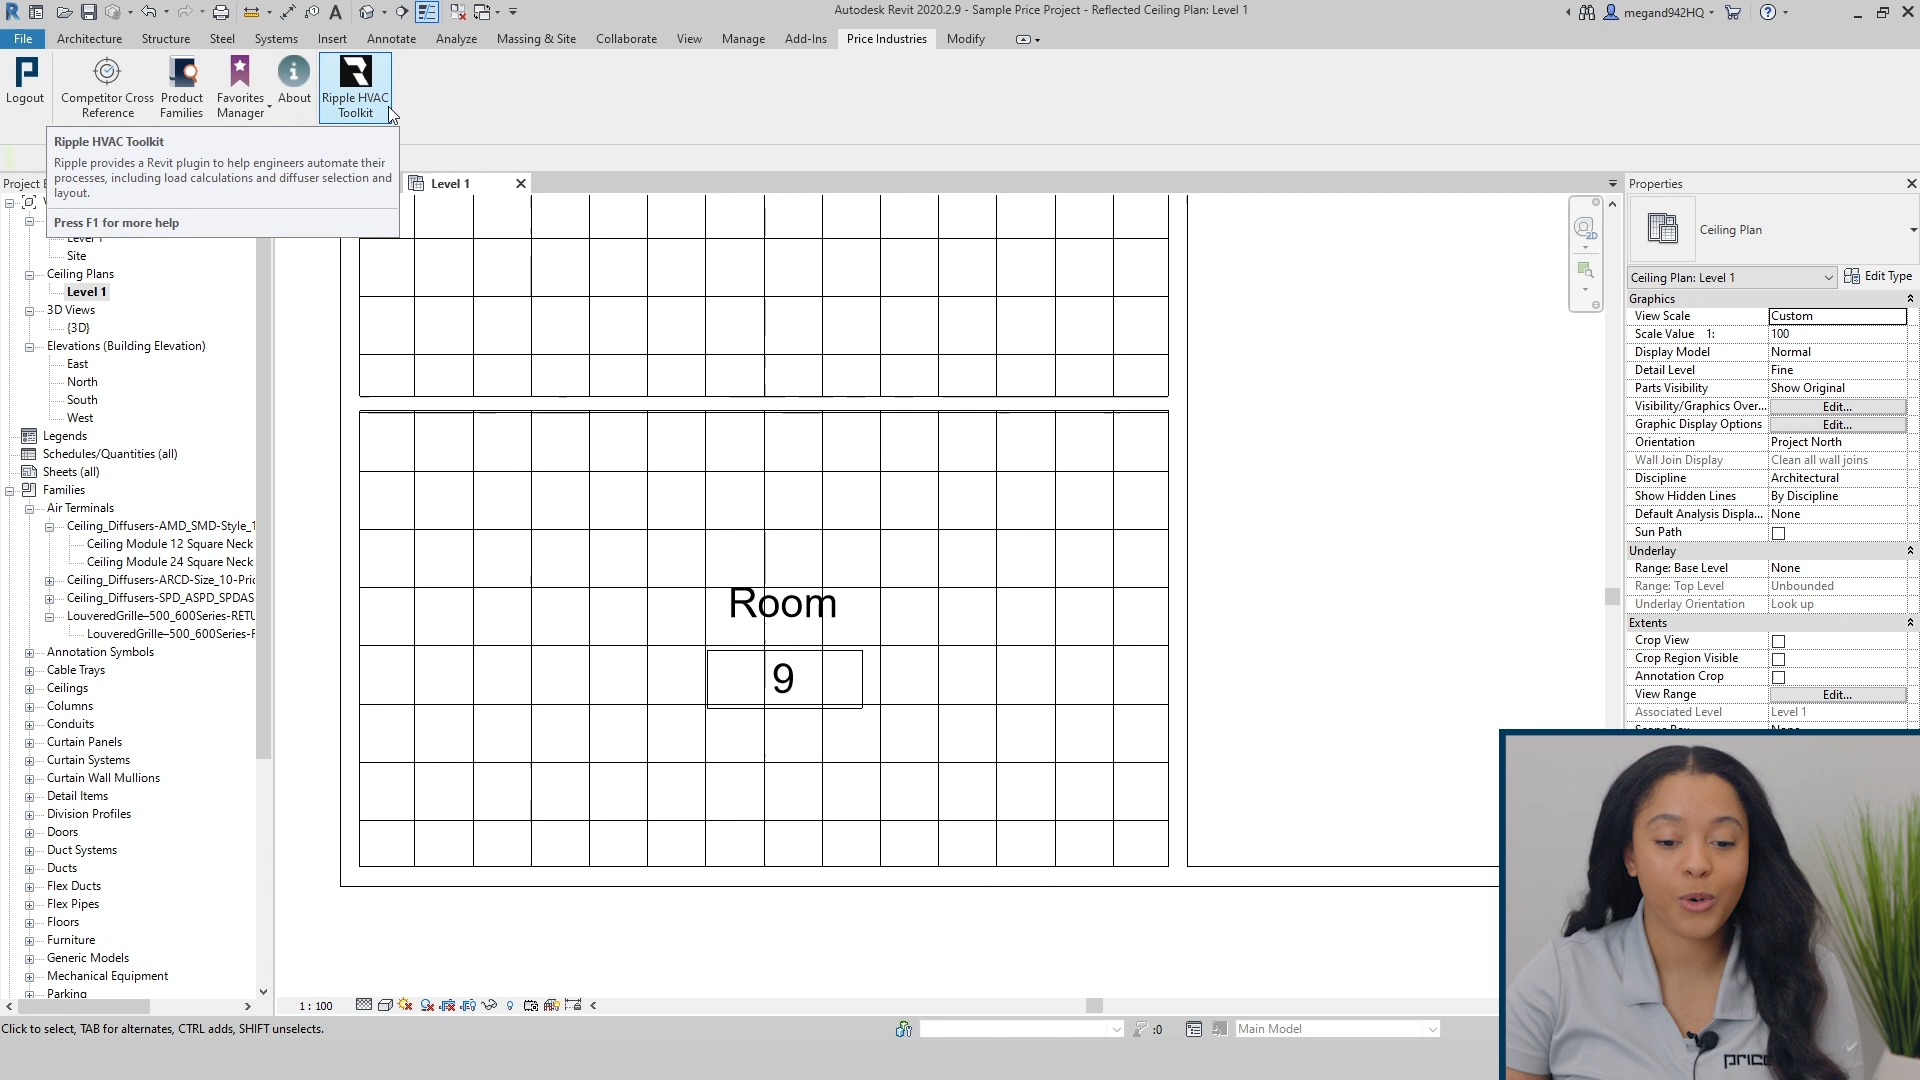 Autodesk Revit 2020.2.9 - Sample Price Project - Reflected Ceiling Plan: Level 1
megand942HQ
File Architecture Structure Steel Systems Insert Annotate Analyze Massing & Site Collaborate View Manage Add-Ins Price Industries Modify
Logout
Competitor Cross Reference
Product Families
Favorites Manager
About
Ripple HVAC Toolkit
Ripple HVAC Toolkit
Ripple provides a Revit plugin to help engineers automate their
processes, including load calculations and diffuser selection and
layout.
Press F1 for more help
Level 1
Level 1
Site
Ceiling Plans
Level 1
3D Views
{3D}
Elevations (Building Elevation)
East
North
South
West
Legends
Schedules/Quantities (all)
Sheets (all)
Families
Air Terminals
Ceiling_Diffusers-AMD_SMD-Style_1
Ceiling Module 12 Square Neck
Ceiling Module 24 Square Neck
Ceiling_Diffusers-ARCD-Size_10-Pric
Ceiling_Diffusers-SPD_ASPD_SPDAS
LouveredGrille–500_600Series-RETU
LouveredGrille–500_600Series-F
Annotation Symbols
Cable Trays
Ceilings
Columns
Conduits
Curtain Panels
Curtain Systems
Curtain Wall Mullions
Detail Items
Division Profiles
Doors
Duct Systems
Ducts
Flex Ducts
Flex Pipes
Floors
Furniture
Generic Models
Mechanical Equipment
Parking
Room
9
Properties
Ceiling Plan
Ceiling Plan: Level 1 Edit Type
Graphics
View Scale Custom
Scale Value 1: 100
Display Model Normal
Detail Level Fine
Parts Visibility Show Original
Visibility/Graphics Over... Edit...
Graphic Display Options Edit...
Orientation Project North
Wall Join Display Clean all wall joins
Discipline Architectural
Show Hidden Lines By Discipline
Default Analysis Displa... None
Sun Path
Underlay
Range: Base Level None
Range: Top Level Unbounded
Underlay Orientation Look up
Extents
Crop View
Crop Region Visible
Annotation Crop
View Range Edit...
Associated Level Level 1
1 : 100
Click to select, TAB for alternates, CTRL adds, SHIFT unselects.
:0
Main Model
price